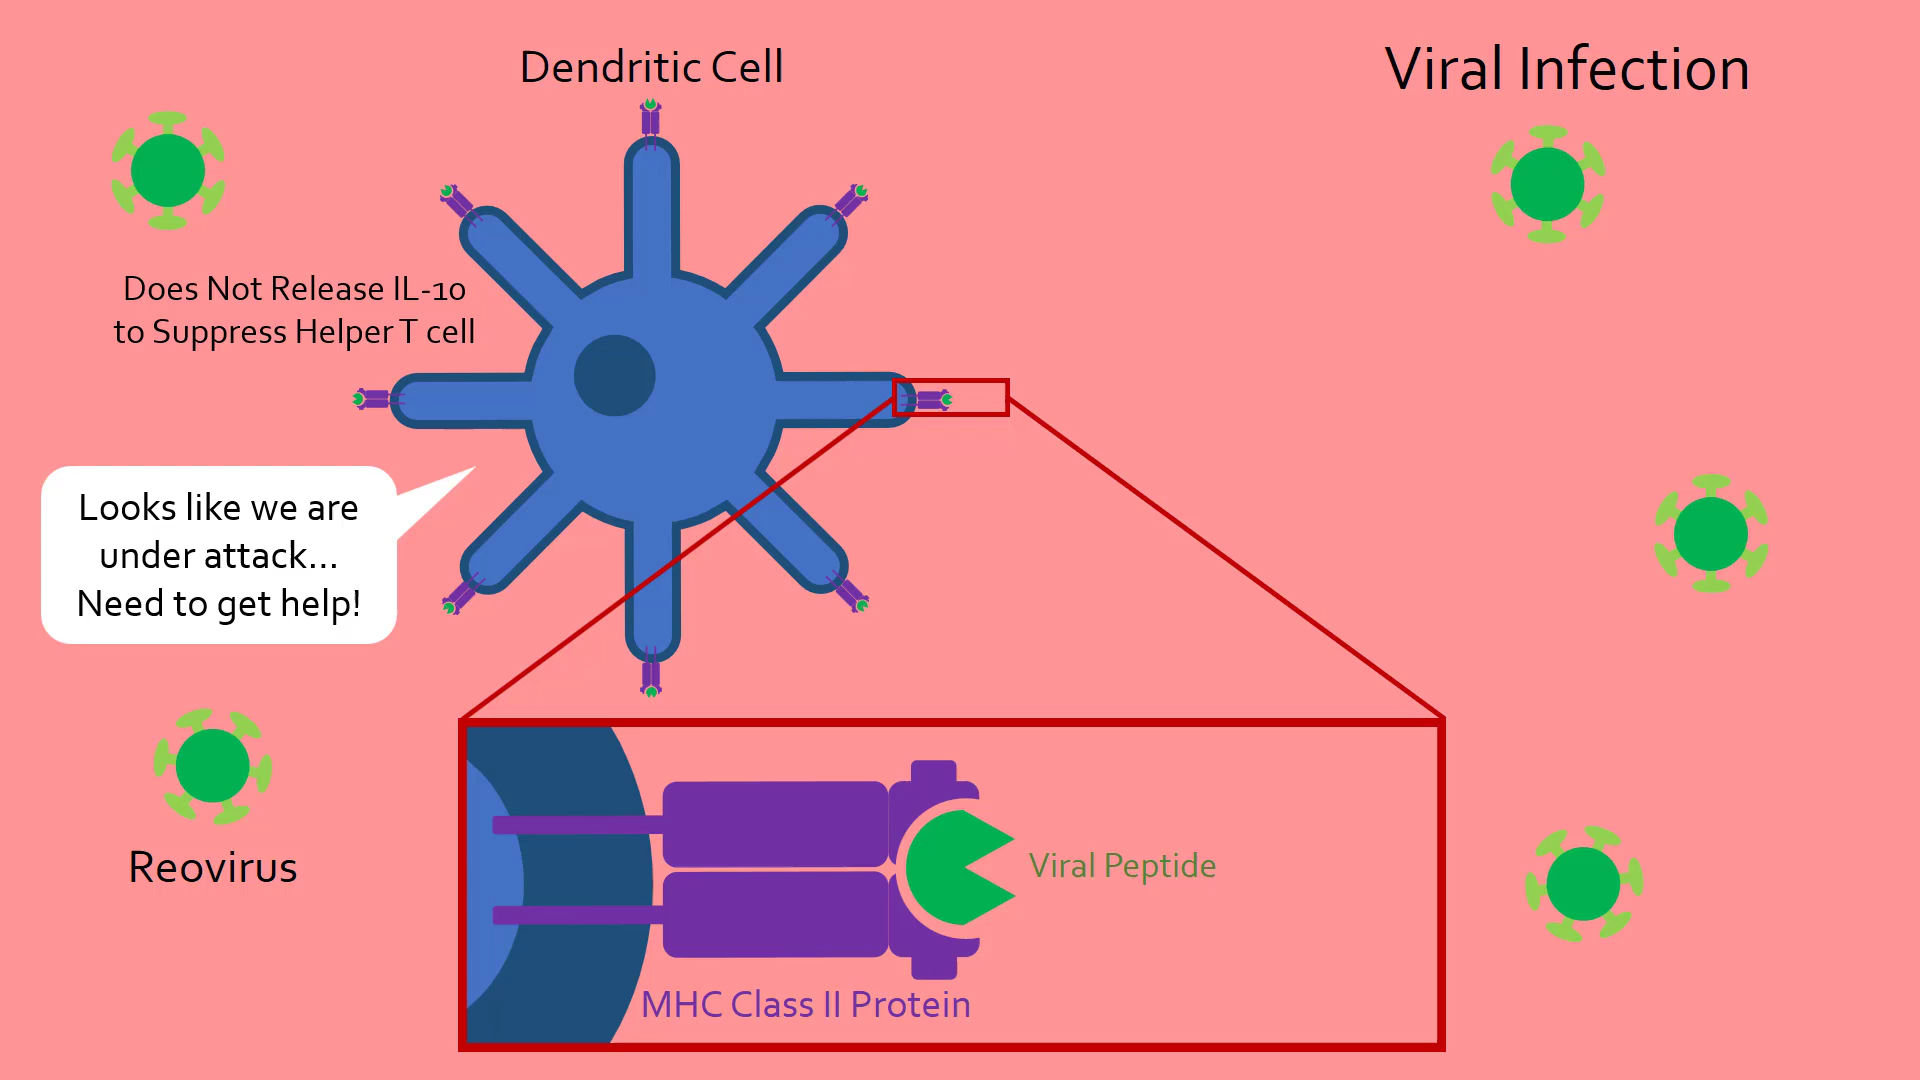 Dendritic Cell
Viral Infection
Does Not Release IL-10
to Suppress Helper T cell
Looks like we are
under attack...
Need to get help!
Reovirus
Viral Peptide
MHC Class II Protein